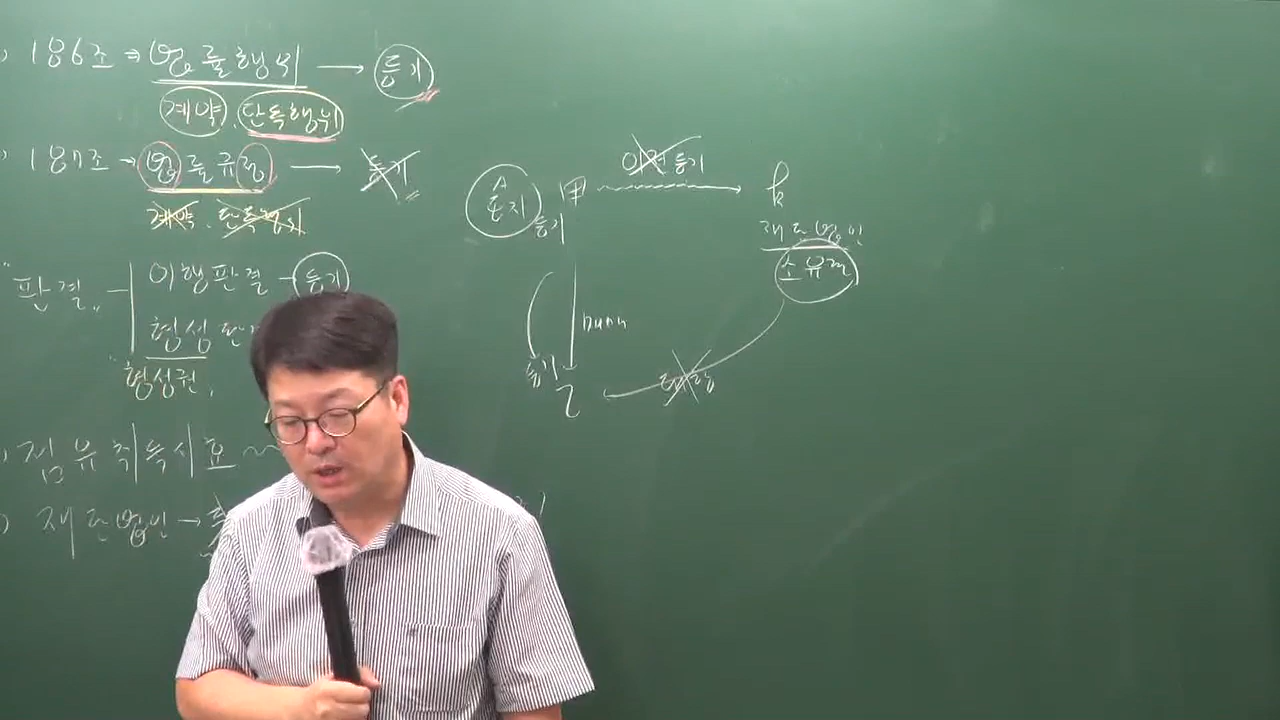 186조 ⇒ 법률행위 → 등기
계약, 단독행위
187조 → 법률규정 → 등기
계약, 단독행위
"판결" 이행판결 - 등기
형성판
"형성권,
점유취득시효 ~
재단법인 →
A 토지 甲 이전등기 k
등기 재단법인
소유권
매매
등기
乙